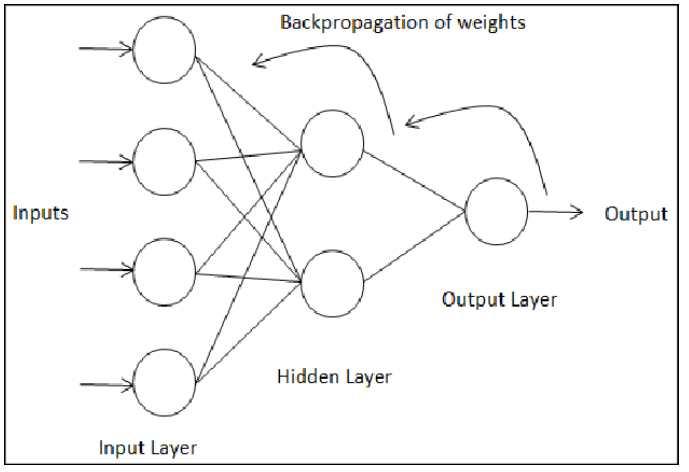 Backpropagation of weights
Inputs
Output
Output Layer
Hidden Layer
Input Layer